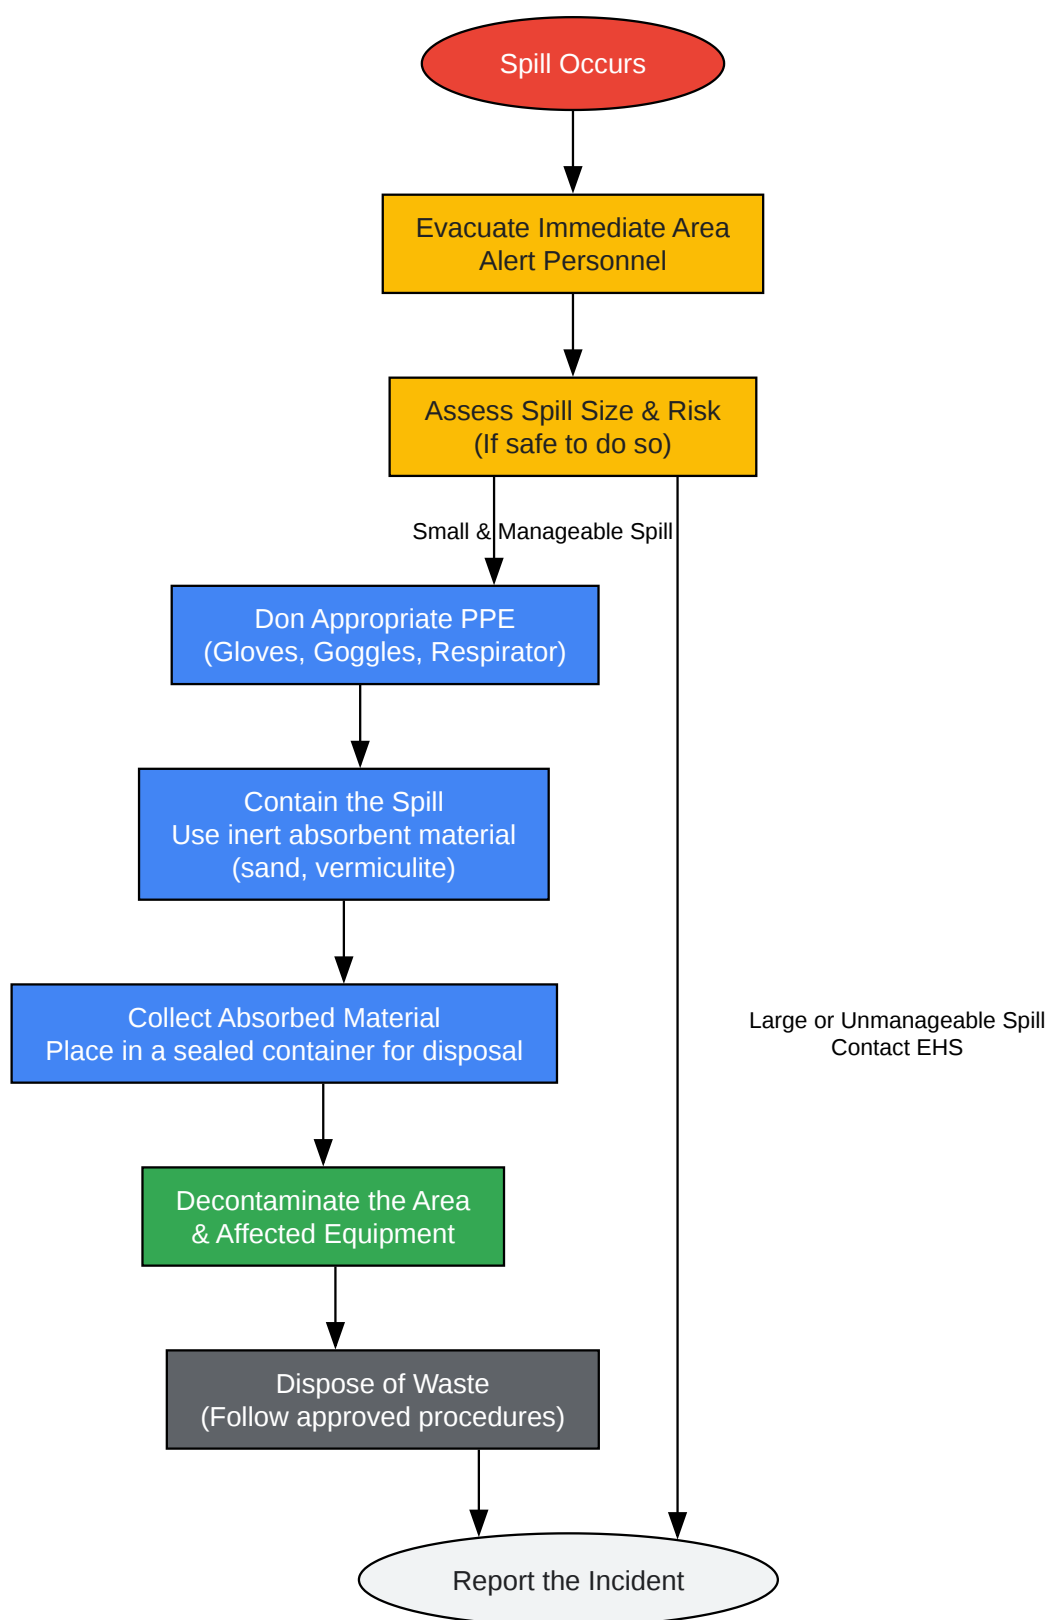 Spill Occurs
Evacuate Immediate Area
Alert Personnel
Assess Spill Size & Risk
(If safe to do so)
Small & Manageable Spill
Don Appropriate PPE
(Gloves, Goggles, Respirator)
Contain the Spill
Use inert absorbent material
(sand, vermiculite)
Collect Absorbed Material
Place in a sealed container for disposal
Large or Unmanageable Spill
Contact EHS
Decontaminate the Area
& Affected Equipment
Dispose of Waste
(Follow approved procedures)
Report the Incident